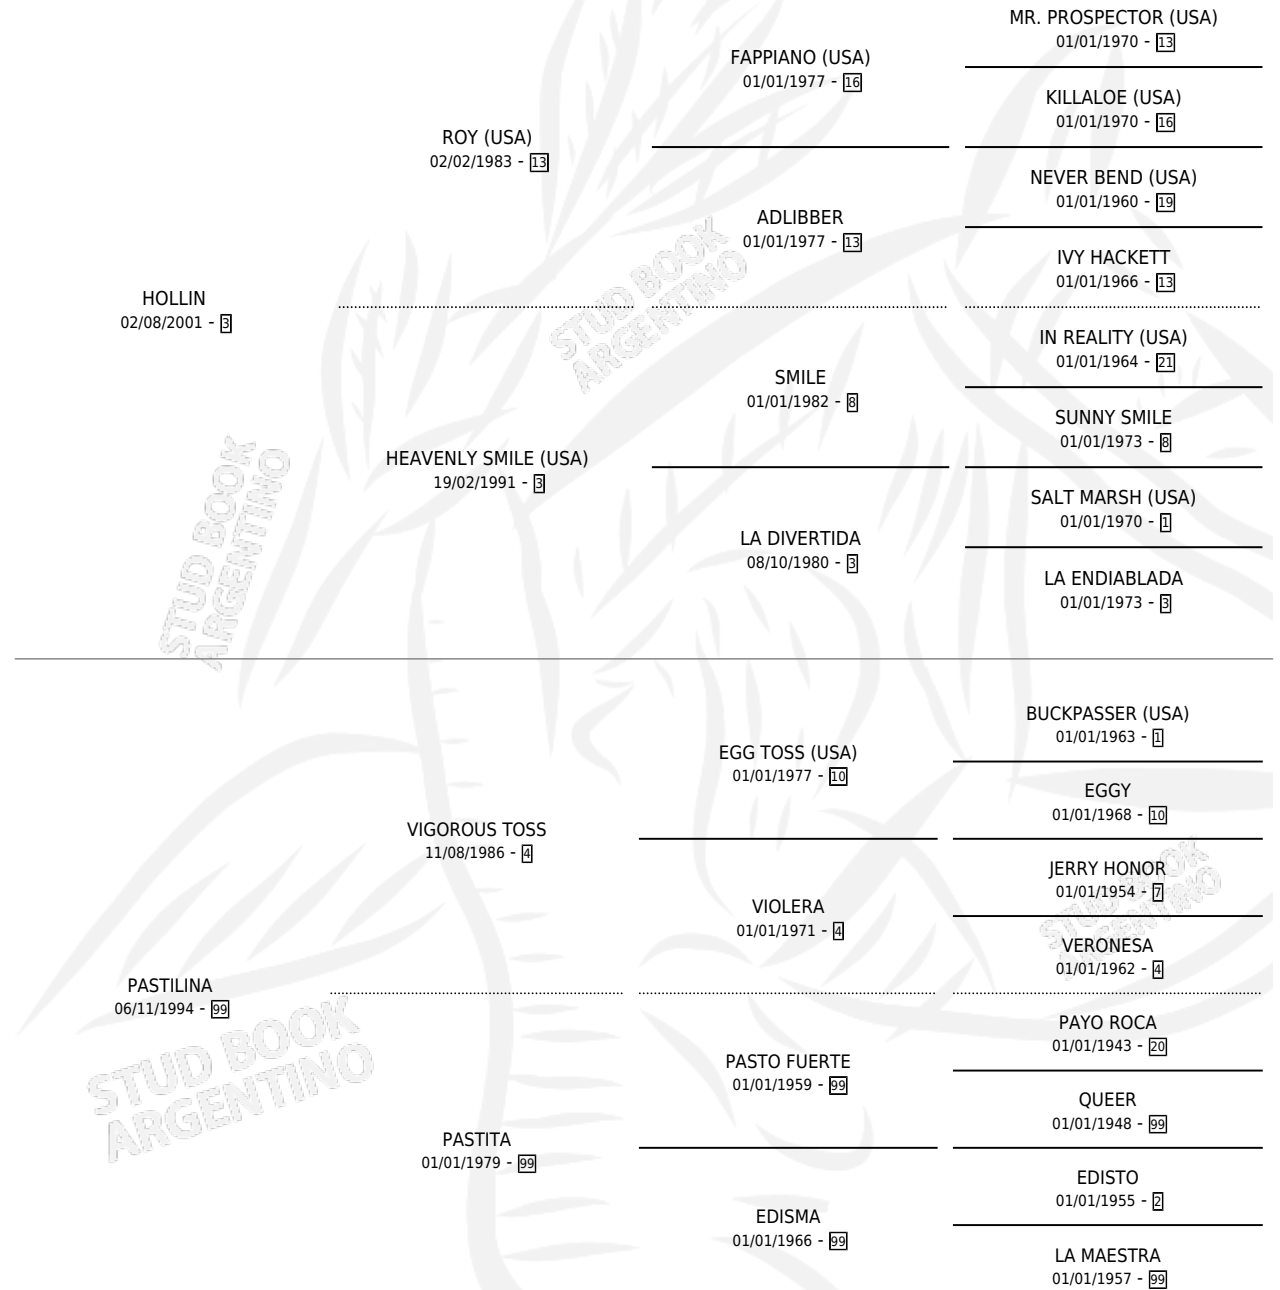 MR. PROSPECTOR (USA)
01/01/1970 - 13
FAPPIANO (USA)
01/01/1977 - 16
KILLALOE (USA)
01/01/1970 - 16
ROY (USA)
02/02/1983 - 13
NEVER BEND (USA)
01/01/1960 - 19
ADLIBBER
01/01/1977 - 13
IVY HACKETT
01/01/1966 - 13
HOLLIN
02/08/2001 - 3
IN REALITY (USA)
01/01/1964 - 21
SMILE
01/01/1982 - 8
SUNNY SMILE
01/01/1973 - 8
HEAVENLY SMILE (USA)
19/02/1991 - 3
SALT MARSH (USA)
01/01/1970 - 1
LA DIVERTIDA
08/10/1980 - 3
LA ENDIABLADA
01/01/1973 - 3
BUCKPASSER (USA)
01/01/1963 - 1
EGG TOSS (USA)
01/01/1977 - 10
EGGY
01/01/1968 - 10
VIGOROUS TOSS
11/08/1986 - 4
JERRY HONOR
01/01/1954 - 7
VIOLERA
01/01/1971 - 4
VERONESA
01/01/1962 - 4
PASTILINA
06/11/1994 - 99
PAYO ROCA
01/01/1943 - 20
PASTO FUERTE
01/01/1959 - 99
QUEER
01/01/1948 - 99
PASTITA
01/01/1979 - 99
EDISTO
01/01/1955 - 2
EDISMA
01/01/1966 - 99
LA MAESTRA
01/01/1957 - 99
STUD BOOK
ARGENTINO
STUD BOOK
ARGENTINO
STUD BOOK
ARGENTINO
STUD BOOK
ARGENTINO